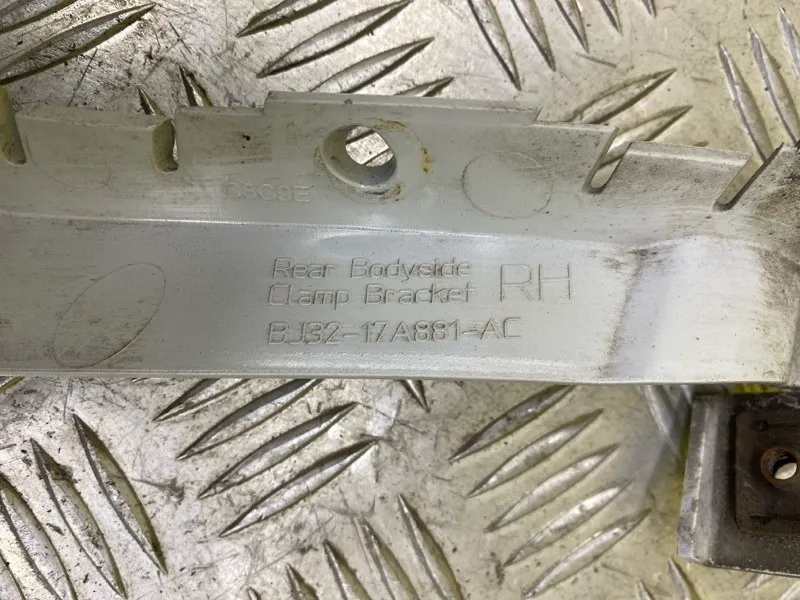 Rear Bodyside
Clamp Bracket RH
BJ32-17A881-AC